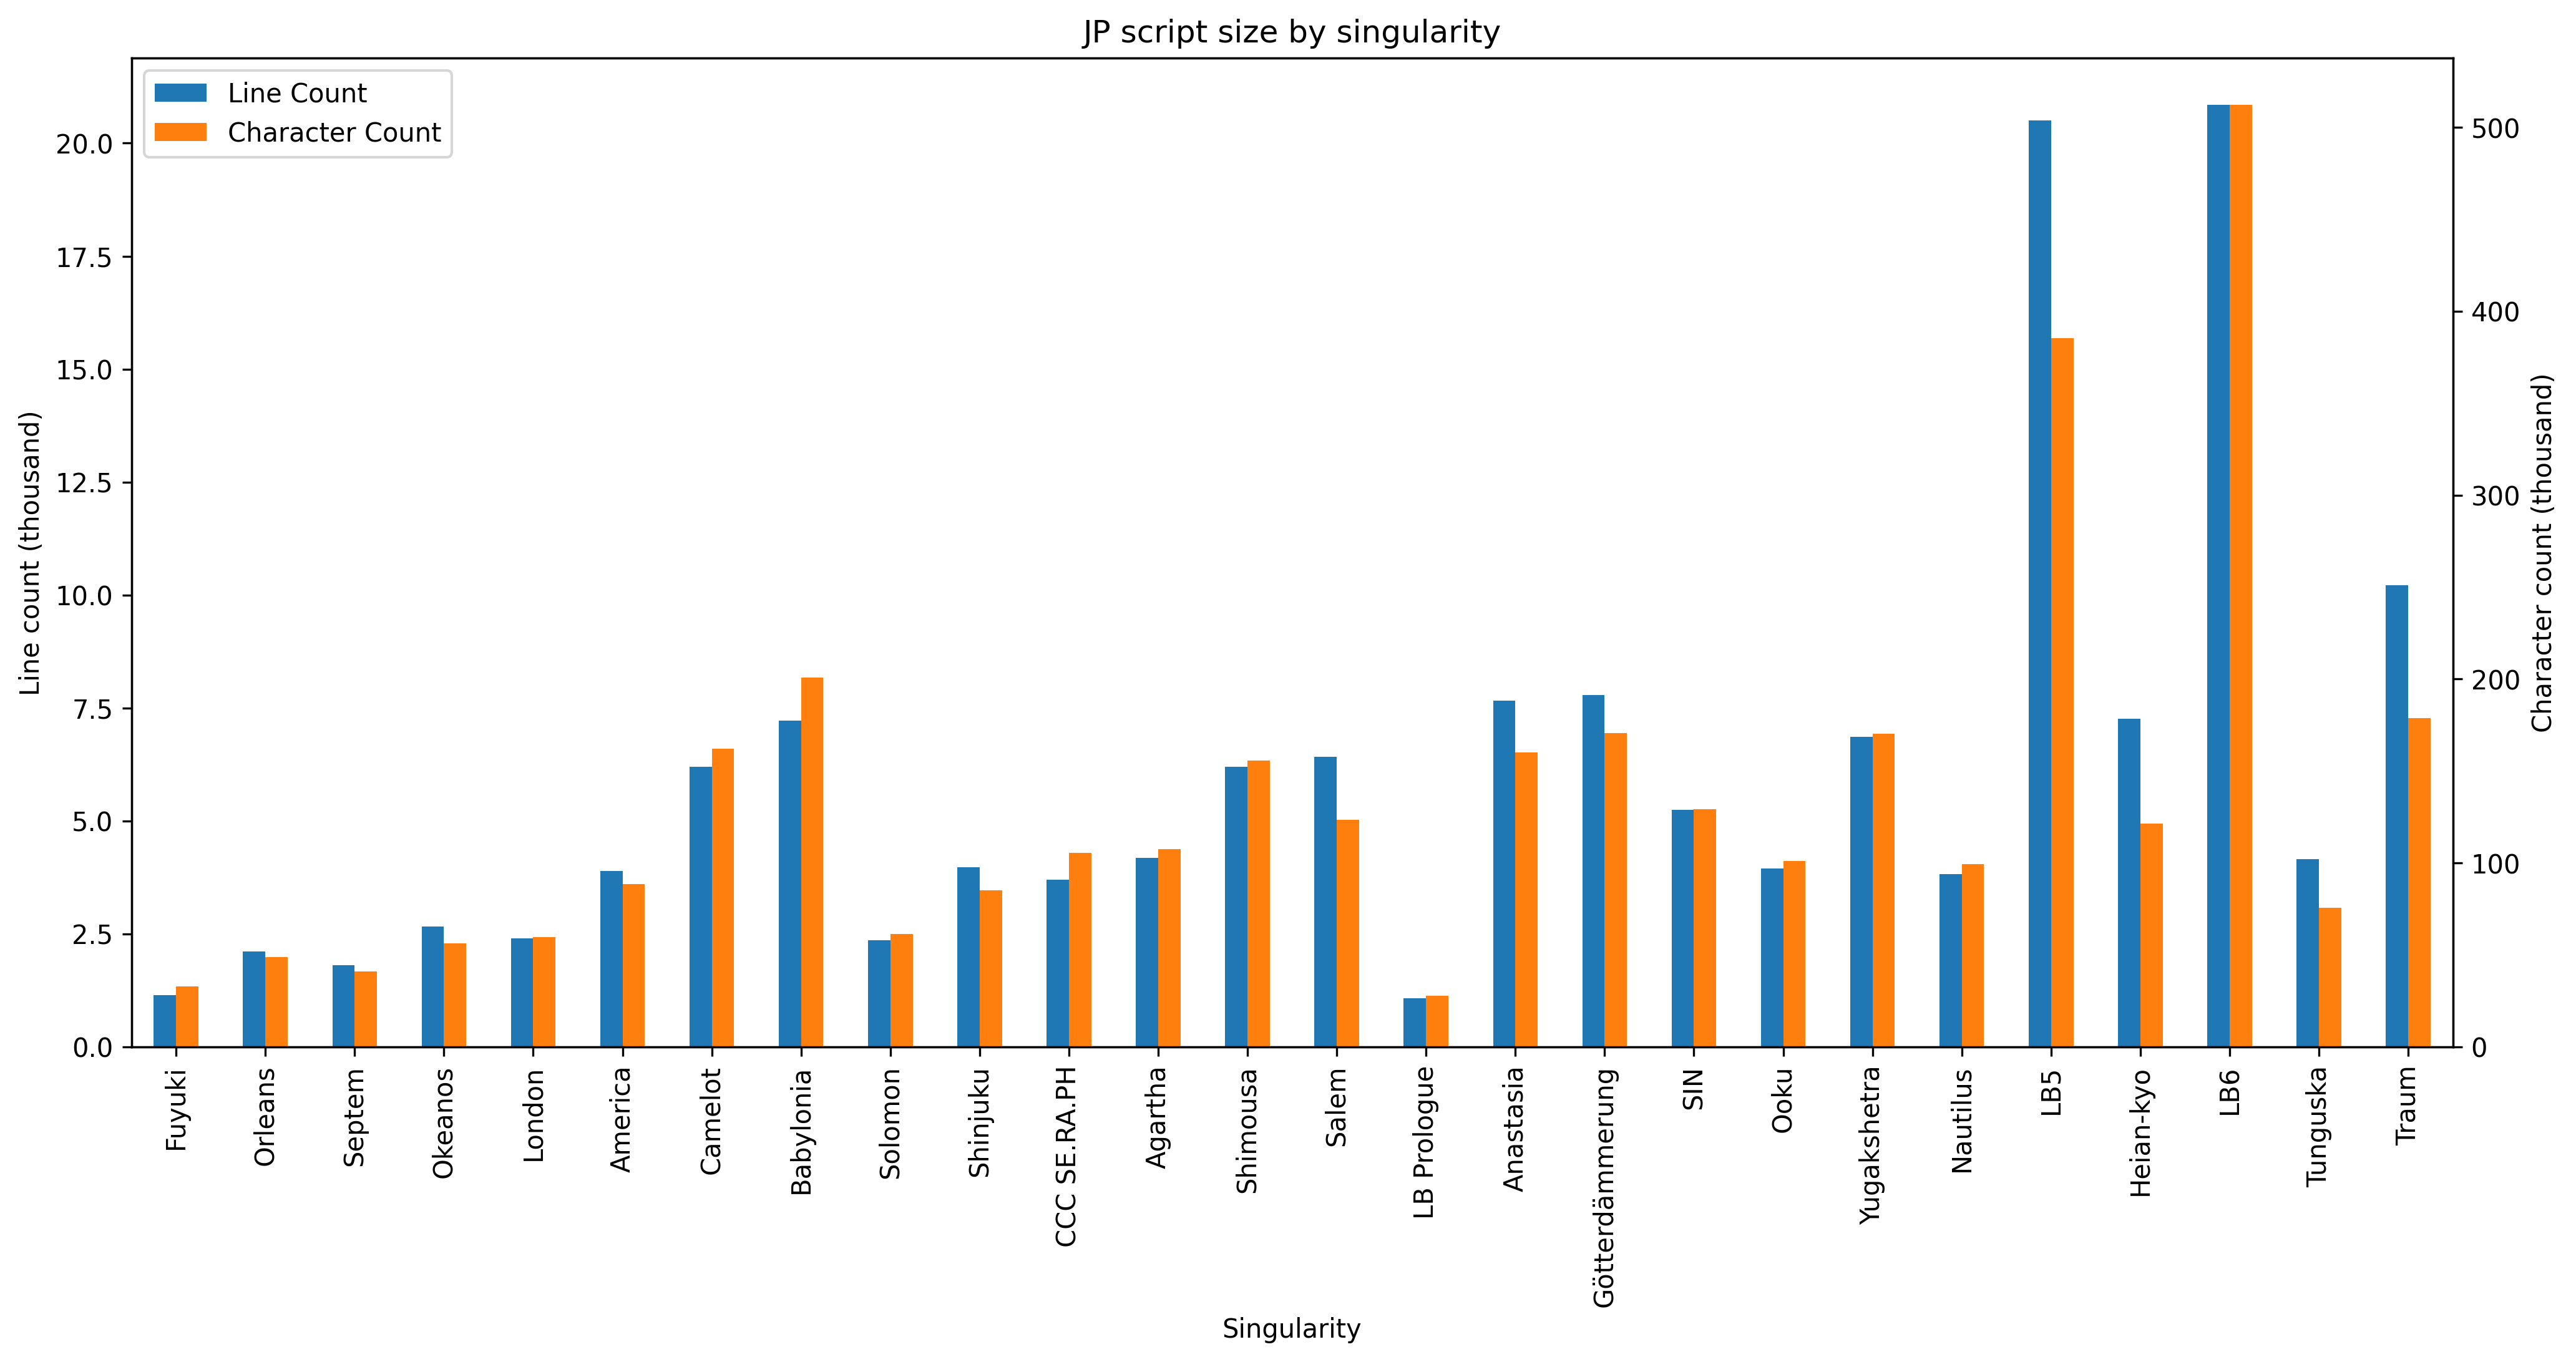 JP script size by singularity
Line Count
Character Count
20.0
17.5
15.0
12.5
10.0
7.5
5.0
2.5
0.0
Line count (thousand)
500
400
300
200
100
0
Character count (thousand)
Fuyuki
Orleans
Septem
Okeanos
London
America
Camelot
Babylonia
Solomon
Shinjuku
CCC SE.RA.PH
Agartha
Shimousa
Salem
LB Prologue
Anastasia
Götterdämmerung
SIN
Ooku
Yugakshetra
Nautilus
LB5
Heian-kyo
LB6
Tunguska
Traum
Singularity